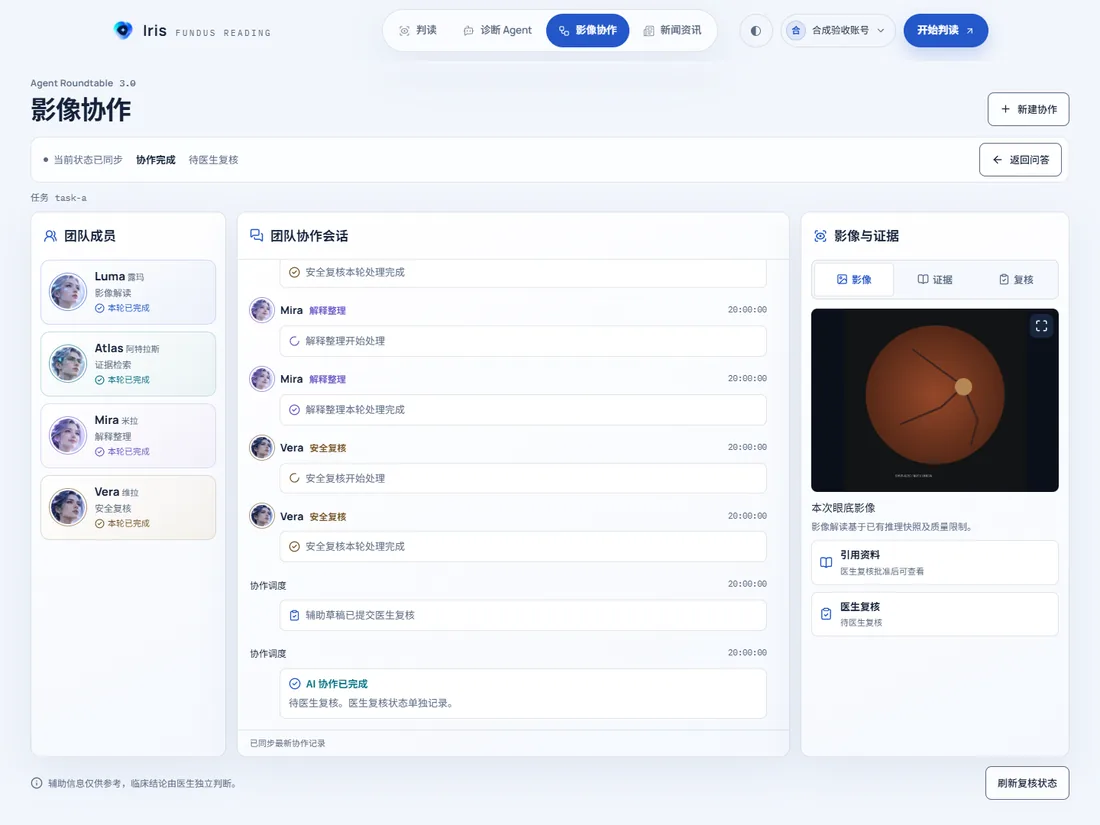 Iris FUNDUS READING
判读
诊断 Agent
影像协作
新闻资讯
合
合成验收账号
开始判读
Agent Roundtable 3.0
影像协作
新建协作
当前状态已同步 协作完成 待医生复核
返回问答
任务 task-a
团队成员
Luma 露玛
影像解读
本轮已完成
Atlas 阿特拉斯
证据检索
本轮已完成
Mira 米拉
解释整理
本轮已完成
Vera 维拉
安全复核
本轮已完成
团队协作会话
安全复核本轮处理完成
Mira 解释整理 20:00:00
解释整理开始处理
Mira 解释整理 20:00:00
解释整理本轮处理完成
Vera 安全复核 20:00:00
安全复核开始处理
Vera 安全复核 20:00:00
安全复核本轮处理完成
协作调度 20:00:00
辅助草稿已提交医生复核
协作调度 20:00:00
AI 协作已完成
待医生复核。医生复核状态单独记录。
已同步最新协作记录
影像与证据
影像
证据
复核
本次眼底影像
影像解读基于已有推理快照及质量限制。
引用资料
医生复核批准后可查看
医生复核
待医生复核
辅助信息仅供参考，临床结论由医生独立判断。
刷新复核状态